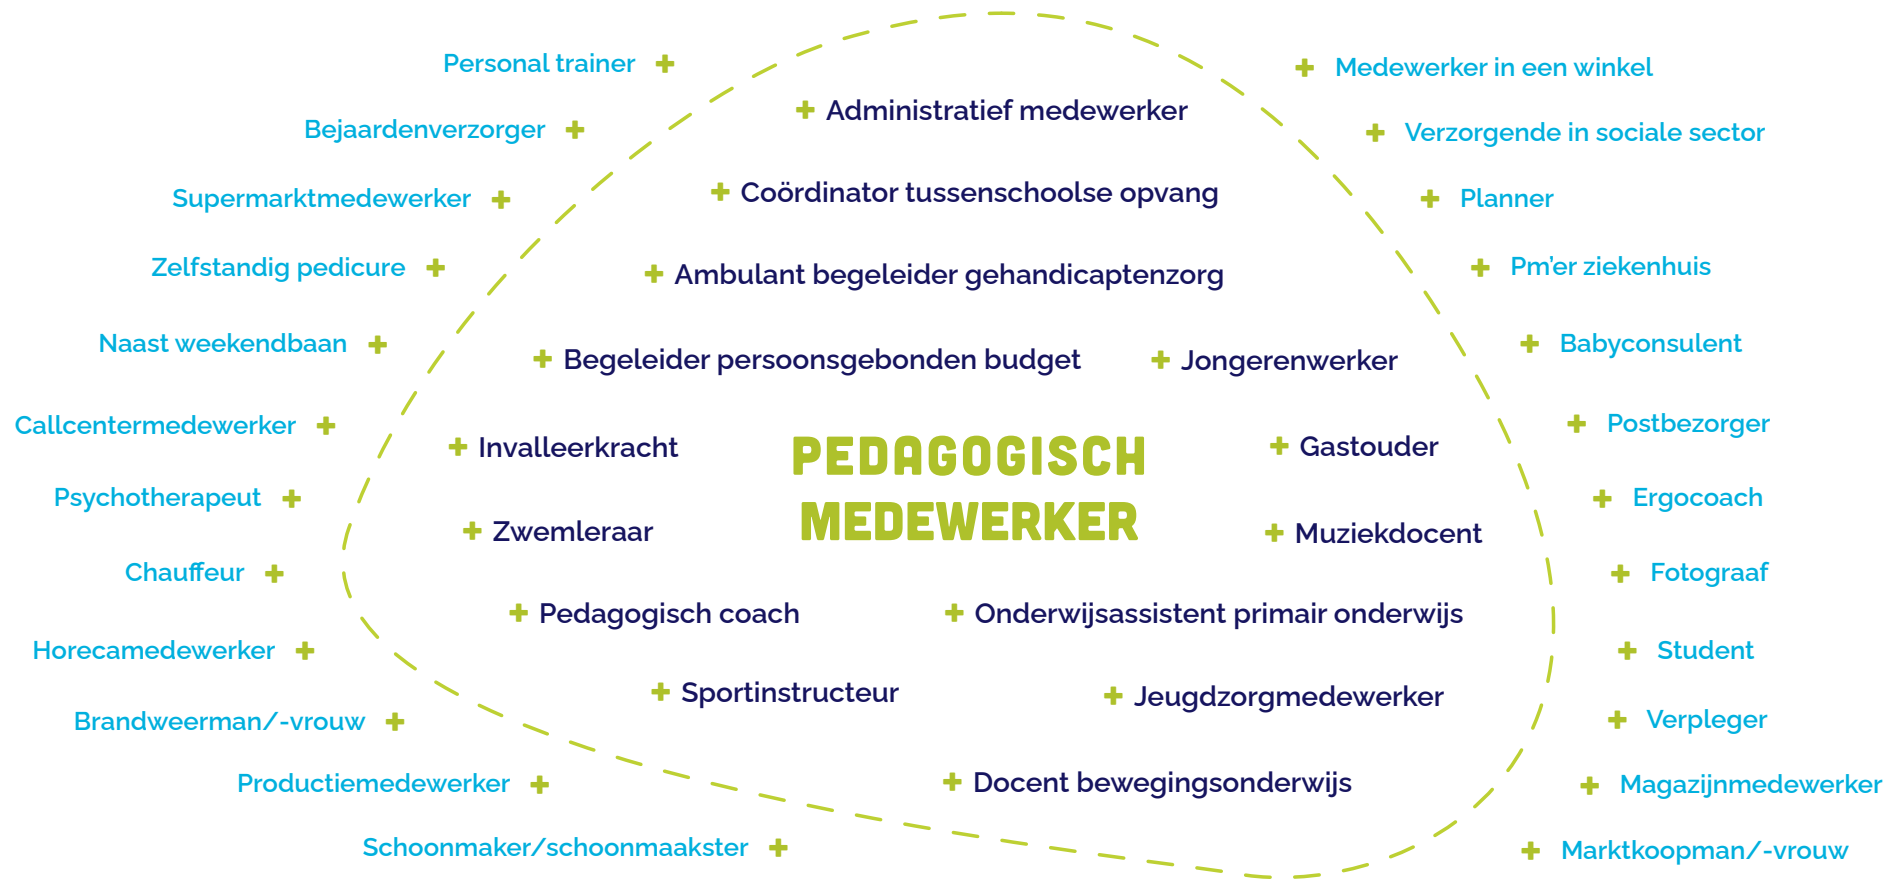 Personal trainer
Medewerker in een winkel
Administratief medewerker
Bejaardenverzorger
Verzorgende in sociale sector
Supermarktmedewerker
Coördinator tussenschoolse opvang
Planner
Zelfstandig pedicure
Ambulant begeleider gehandicaptenzorg
Pm'er ziekenhuis
Naast weekendbaan
Begeleider persoonsgebonden budget
Jongerenwerker
Babyconsulent
Callcentermedewerker
Invalleerkracht
PEDAGOGISCH
MEDEWERKER
Gastouder
Postbezorger
Psychotherapeut
Zwemleraar
Muziekdocent
Ergocoach
Chauffeur
Fotograaf
Pedagogisch coach
Onderwijsassistent primair onderwijs
Horecamedewerker
Student
Sportinstructeur
Jeugdzorgmedewerker
Brandweerman/-vrouw
Verpleger
Productiemedewerker
Docent bewegingsonderwijs
Magazijnmedewerker
Schoonmaker/schoonmaakster
Marktkoopman/-vrouw